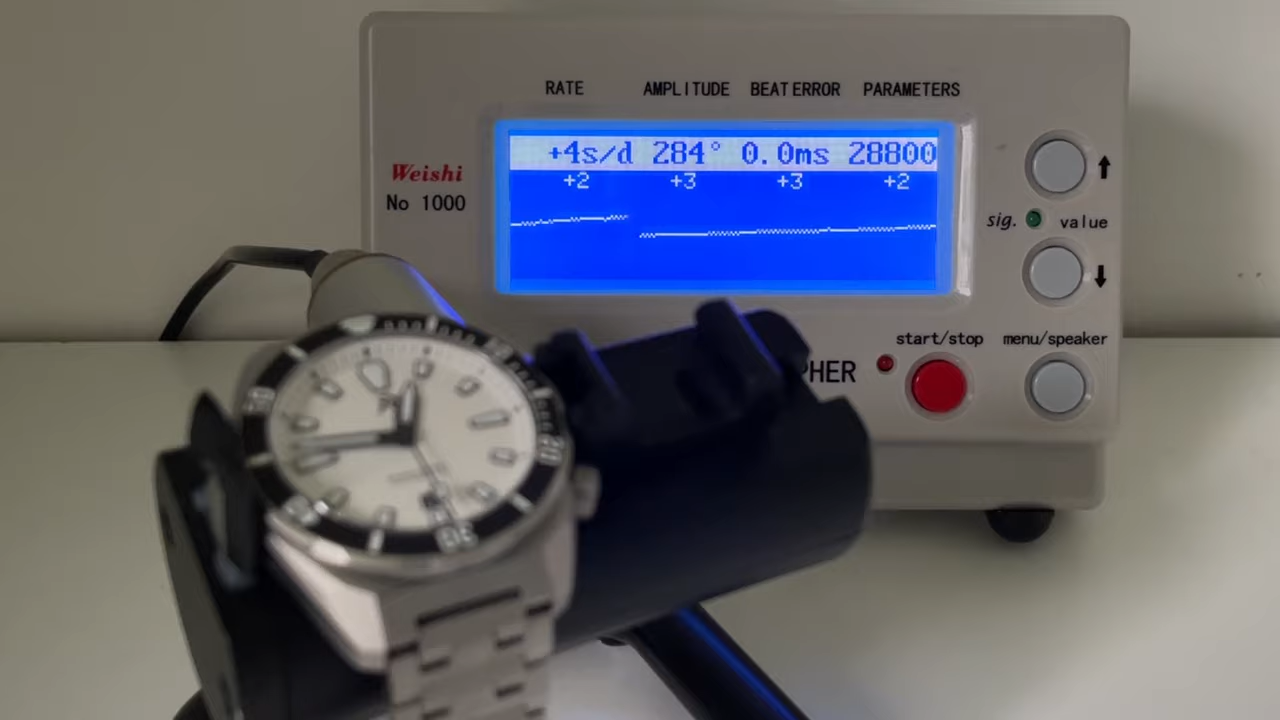 RATE AMPLITUDE BEAT ERROR PARAMETERS
+4s/d 284° 0.0ms 28800
+2 +3 +3 +2
Weishi
No 1000
sig. value
start/stop menu/speaker
PHER